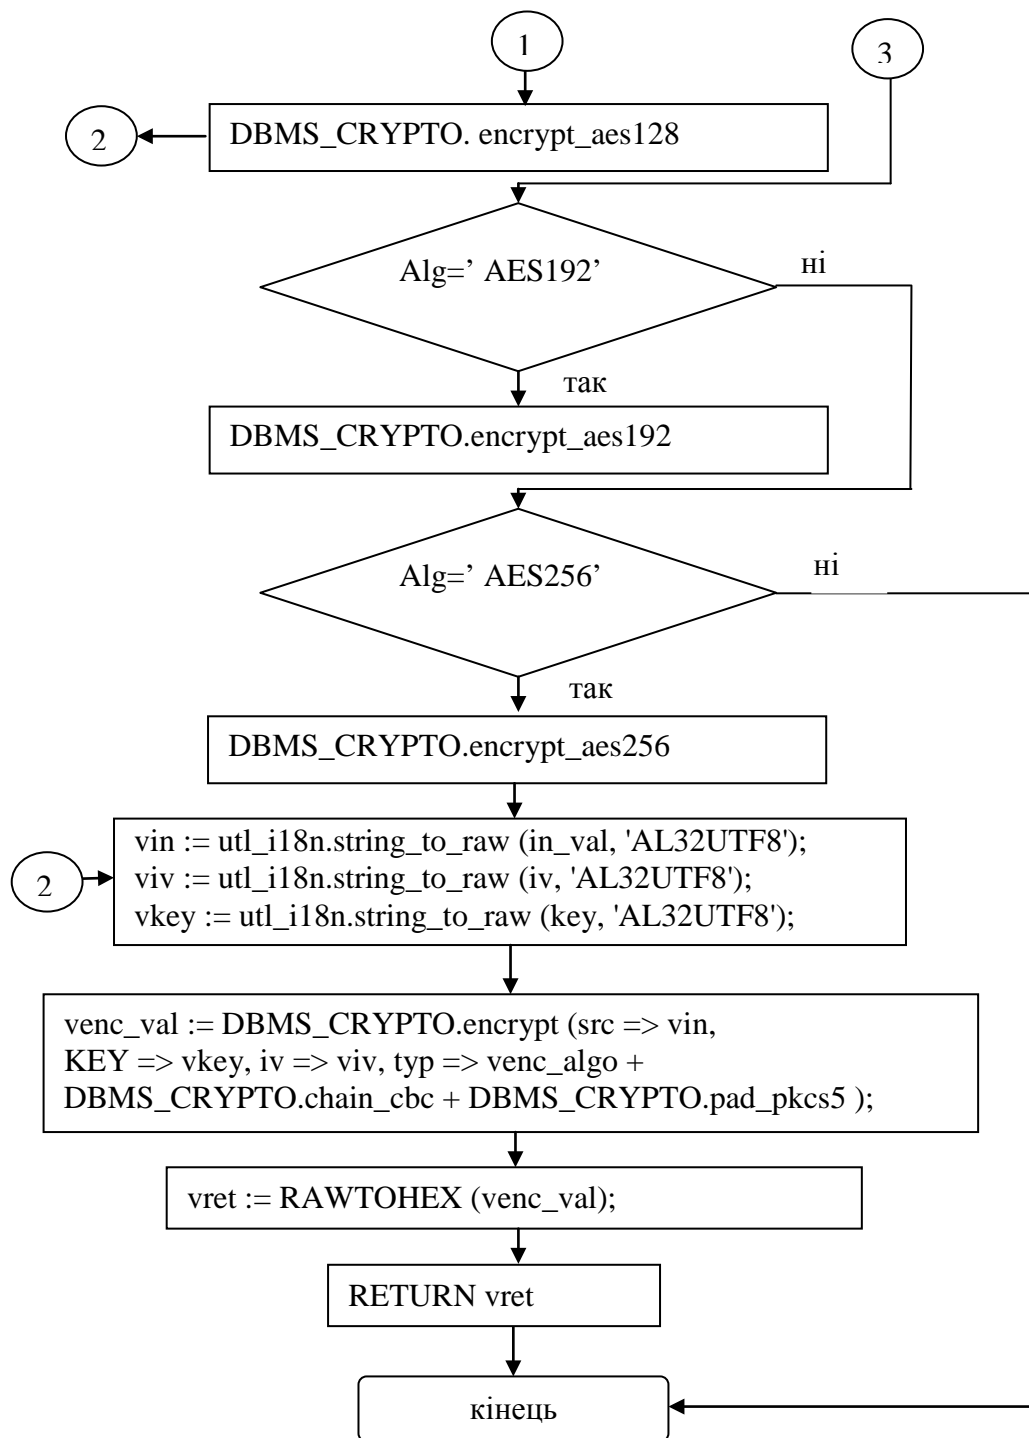 1
3
2
DBMS_CRYPTO. encrypt_aes128
Alg=’ AES192’
ні
так
DBMS_CRYPTO.encrypt_aes192
Alg=’ AES256’
ні
так
DBMS_CRYPTO.encrypt_aes256
vin := utl_i18n.string_to_raw (in_val, 'AL32UTF8');
2
viv := utl_i18n.string_to_raw (iv, 'AL32UTF8');
vkey := utl_i18n.string_to_raw (key, 'AL32UTF8');
venc_val := DBMS_CRYPTO.encrypt (src => vin,
KEY => vkey, iv => viv, typ => venc_algo +
DBMS_CRYPTO.chain_cbc + DBMS_CRYPTO.pad_pkcs5 );
vret := RAWTOHEX (venc_val);
RETURN vret
кінець